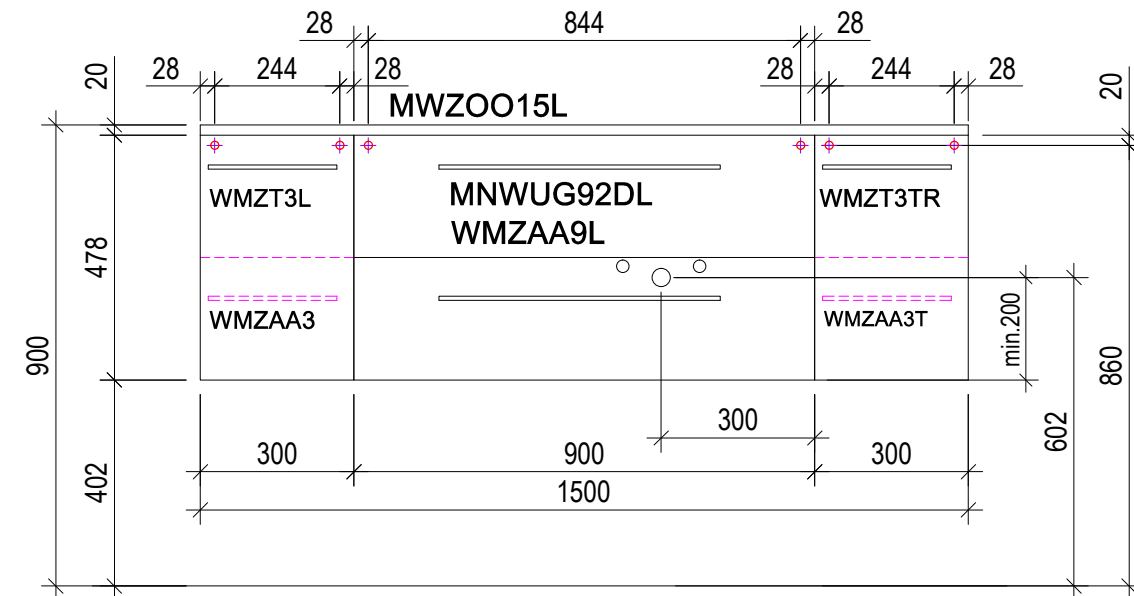 28 844 28
20 28 244 28 28 244 28 20
MWZOO15L
WMZT3L MNWUG92DL WMZT3TR
WMZAA9L
478
WMZAA3 WMZAA3T min.200
900 860
300 602
300 900 300
402 1500